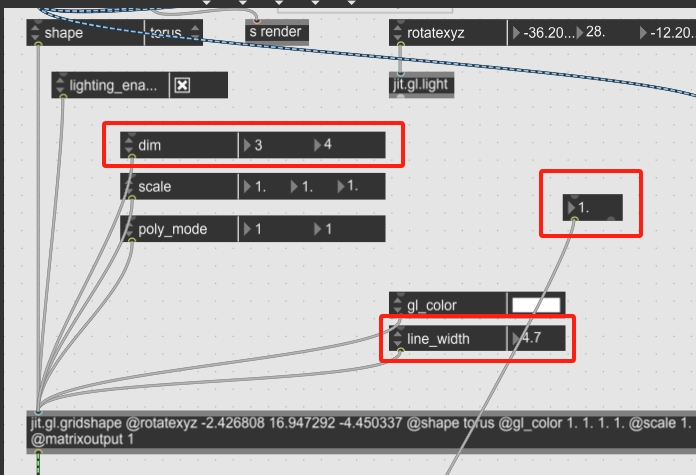 shape torus
s render
rotatexyz -36.20... 28. -12.20..
lighting_ena...
jit.gl.light
dim 3 4
scale 1. 1. 1.
poly_mode 1 1
1.
gl_color
line_width 4.7
jit.gl.gridshape @rotatexyz -2.426808 16.947292 -4.450337 @shape torus @gl_color 1. 1. 1. 1. @scale 1.
@matrixoutput 1